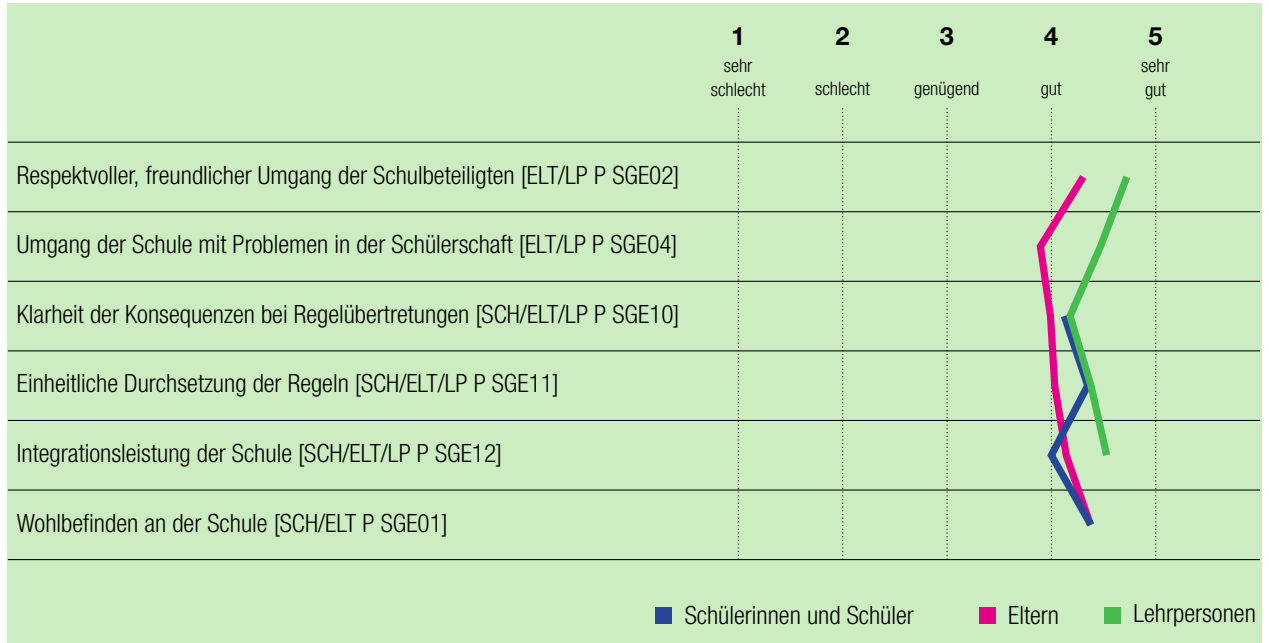 1 2 3 4 5
sehr schlecht schlecht genügend gut sehr gut
Respektvoller, freundlicher Umgang der Schulbeteiligten [ELT/LP P SGE02]
Umgang der Schule mit Problemen in der Schülerschaft [ELT/LP P SGE04]
Klarheit der Konsequenzen bei Regelübertretungen [SCH/ELT/LP P SGE10]
Einheitliche Durchsetzung der Regeln [SCH/ELT/LP P SGE11]
Integrationsleistung der Schule [SCH/ELT/LP P SGE12]
Wohlbefinden an der Schule [SCH/ELT P SGE01]
Schülerinnen und Schüler Eltern Lehrpersonen